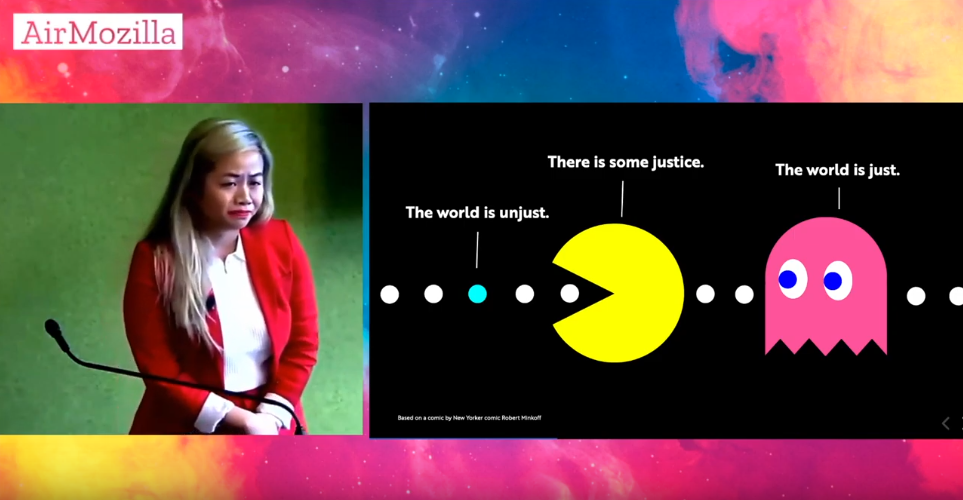 AirMozilla
There is some justice.
The world is just.
The world is unjust.
Based on a comic by New Yorker comic Robert Minkoff